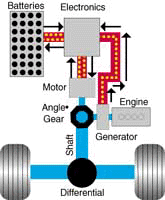 Batteries
Electronics
Motor
Angle
Gear
Engine
Generator
Shaft
Differential